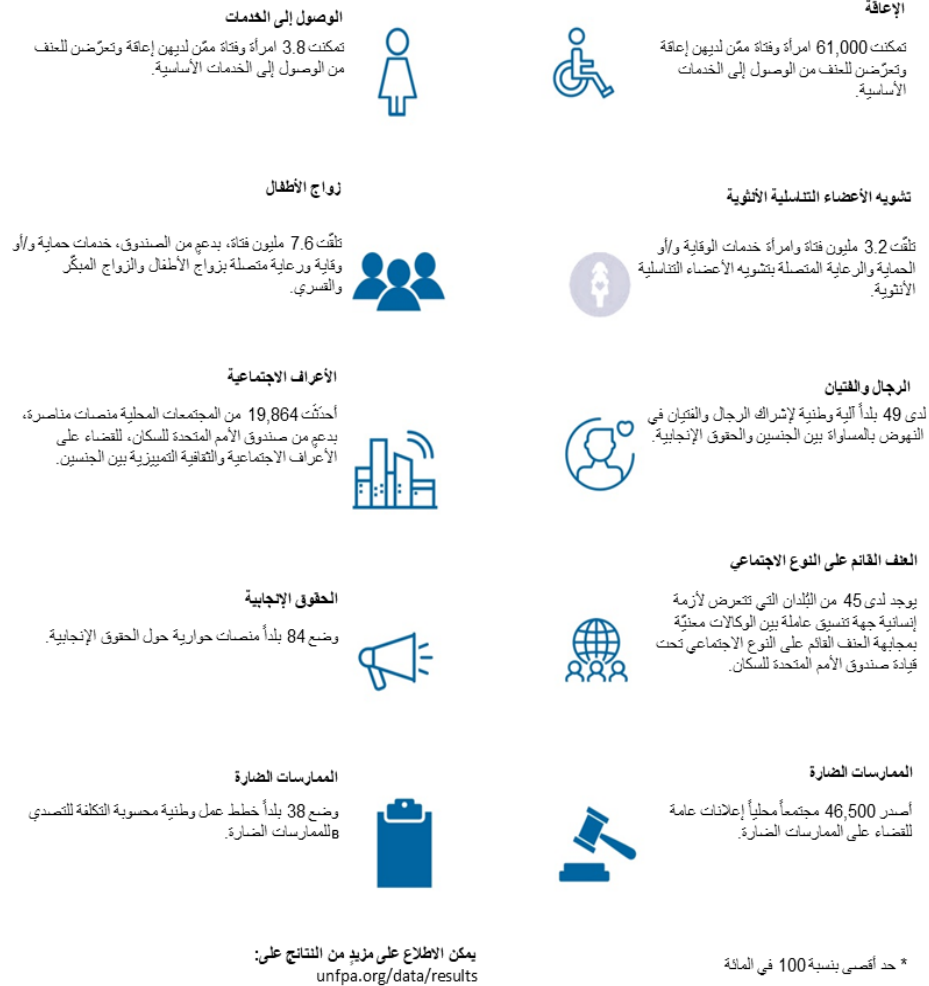 الإعاقة
تمكنت 61,000 امرأة وفتاة ممّن لديهن إعاقة
وتعرّضن للعنف من الوصول إلى الخدمات
الأساسية.
الوصول إلى الخدمات
تمكنت 3.8 امرأة وفتاة ممّن لديهن إعاقة وتعرّضن للعنف
من الوصول إلى الخدمات الأساسية.
تشويه الأعضاء التناسلية الأنثوية
تلقّت 3.2 مليون فتاة وامرأة خدمات الوقاية و/أو
الحماية والرعاية المتصلة بتشويه الأعضاء التناسلية
الأنثوية.
زواج الأطفال
تلقّت 7.6 مليون فتاة، بدعمٍ من الصندوق، خدمات حماية و/أو
وقاية ورعاية متصلة بزواج الأطفال والزواج المبكّر
والقسري.
الرجال والفتيان
لدى 49 بلداً آلية وطنية لإشراك الرجال والفتيان في
النهوض بالمساواة بين الجنسين والحقوق الإنجابية.
الأعراف الاجتماعية
أحدثّت 19,864 من المجتمعات المحلية منصات مناصرة،
بدعمٍ من صندوق الأمم المتحدة للسكان، للقضاء على
الأعراف الاجتماعية والثقافية التمييزية بين الجنسين.
العنف القائم على النوع الاجتماعي
يوجد لدى 45 من البُلدان التي تتعرض لأزمة
إنسانية جهة تنسيق عاملة بين الوكالات معنيّة
بمجابهة العنف القائم على النوع الاجتماعي تحت
قيادة صندوق الأمم المتحدة للسكان.
الحقوق الإنجابية
وضع 84 بلداً منصات حوارية حول الحقوق الإنجابية.
الممارسات الضارة
أصدر 46,500 مجتمعاً محلياً إعلانات عامة
للقضاء على الممارسات الضارة.
الممارسات الضارة
وضع 38 بلداً خطط عمل وطنية محسوبة التكلفة للتصدي
вللممارسات الضارة.
* حد أقصى بنسبة 100 في المائة
يمكن الاطلاع على مزيدٍ من النتائج على:
unfpa.org/data/results